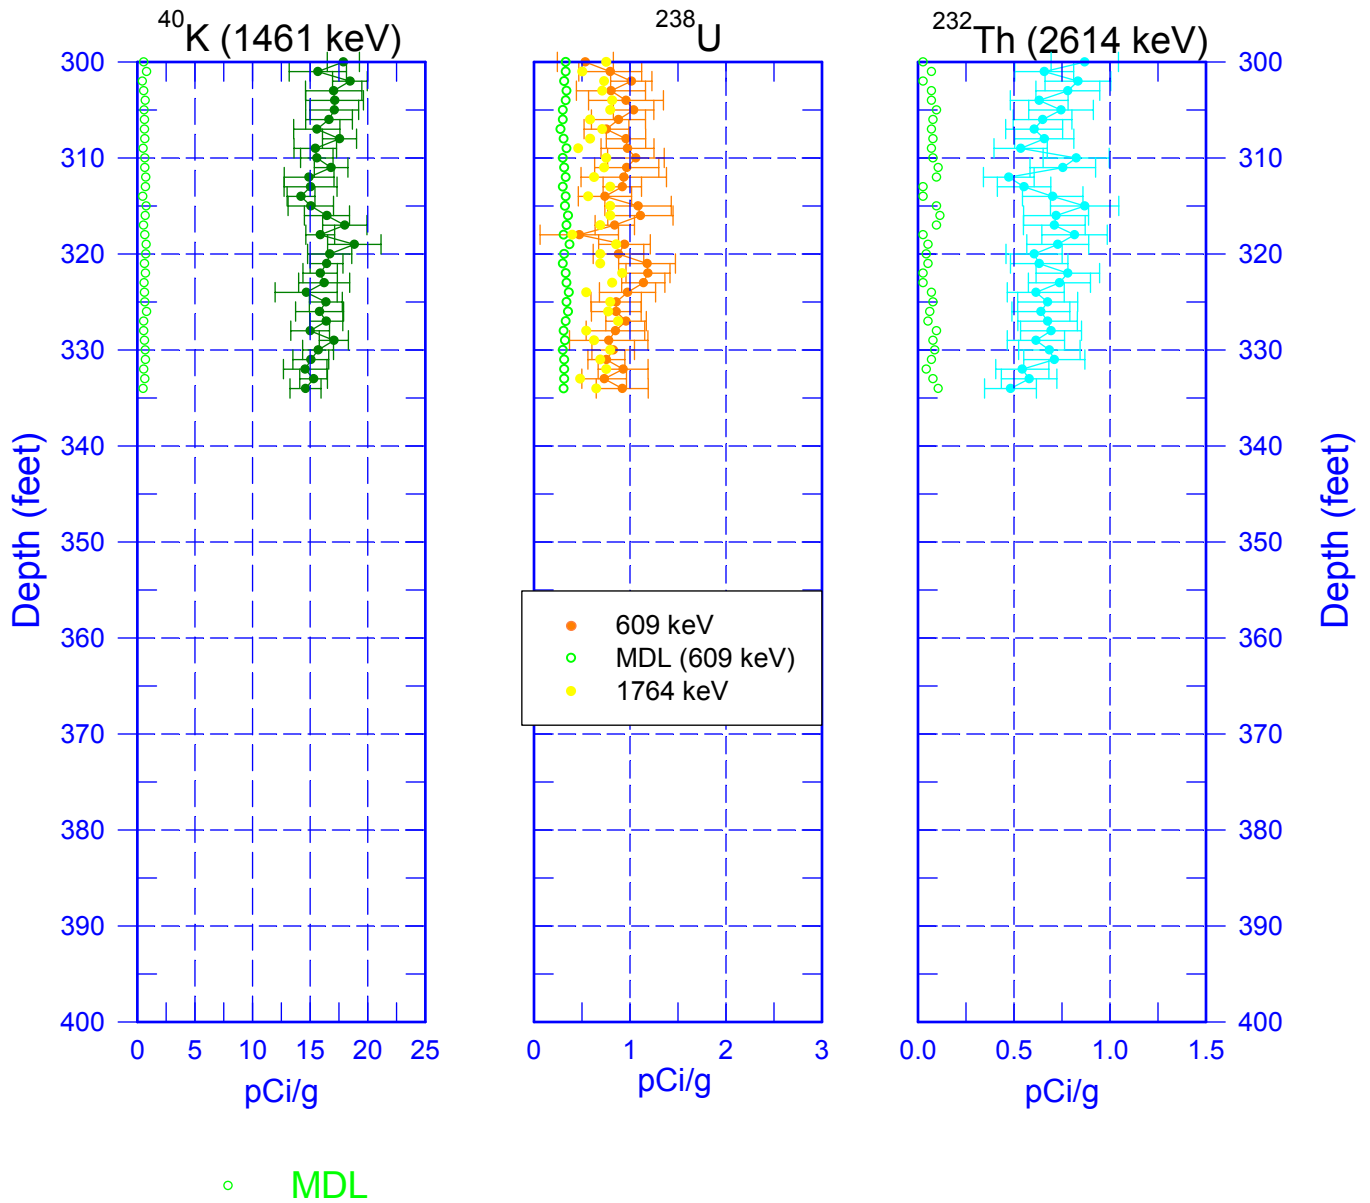 ⁴⁰K (1461 keV)
²³⁸U
²³²Th (2614 keV)
300 300
310 310
320 320
330 330
340 340
350 350
360 360
370 370
380 380
390 390
400 400
Depth (feet)
Depth (feet)
609 keV
MDL (609 keV)
1764 keV
0 5 10 15 20 25
0 1 2 3
0.0 0.5 1.0 1.5
pCi/g
pCi/g
pCi/g
MDL